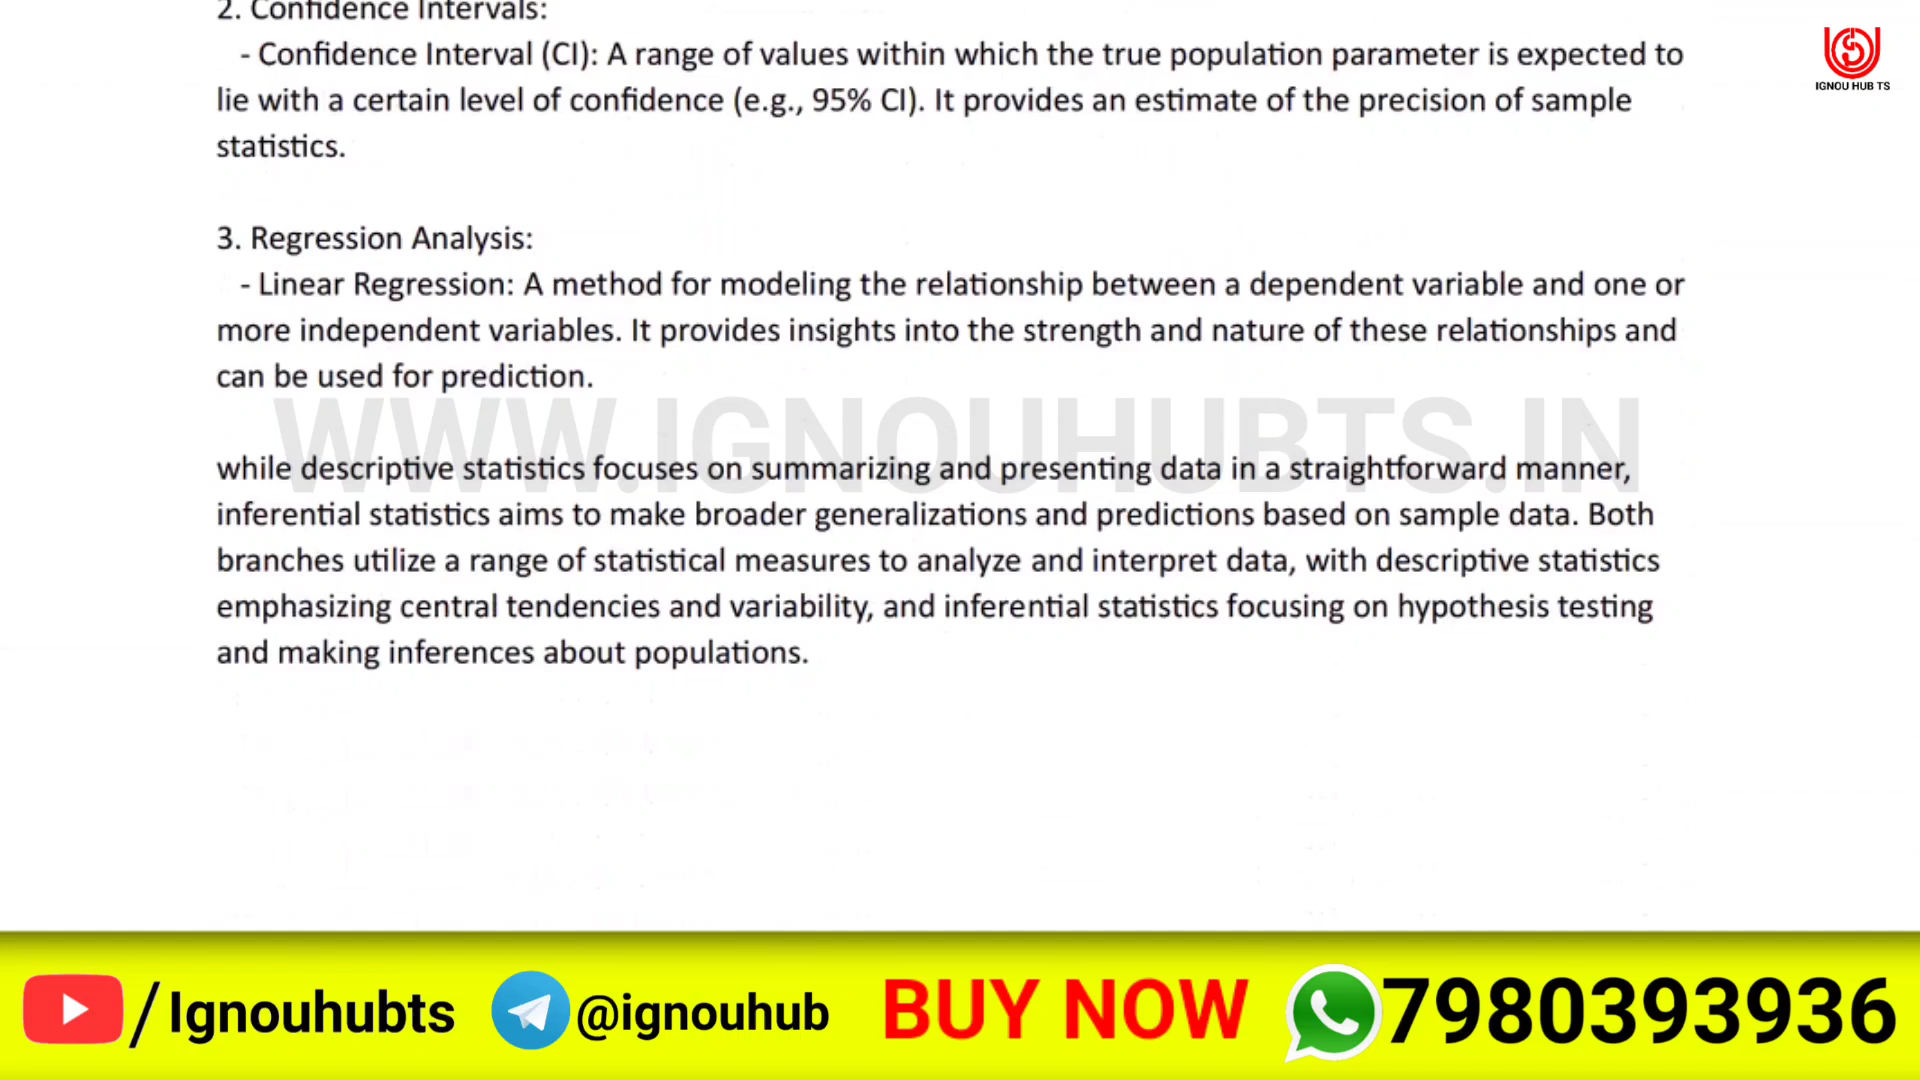 2. Confidence Intervals:
- Confidence Interval (CI): A range of values within which the true population parameter is expected to
lie with a certain level of confidence (e.g., 95% CI). It provides an estimate of the precision of sample
statistics.
3. Regression Analysis:
- Linear Regression: A method for modeling the relationship between a dependent variable and one or
more independent variables. It provides insights into the strength and nature of these relationships and
can be used for prediction.
WWW.IGNOUHUBTS.IN
while descriptive statistics focuses on summarizing and presenting data in a straightforward manner,
inferential statistics aims to make broader generalizations and predictions based on sample data. Both
branches utilize a range of statistical measures to analyze and interpret data, with descriptive statistics
emphasizing central tendencies and variability, and inferential statistics focusing on hypothesis testing
and making inferences about populations.
IGNOU HUB TS
/Ignouhubts @ignouhub BUY NOW 7980393936